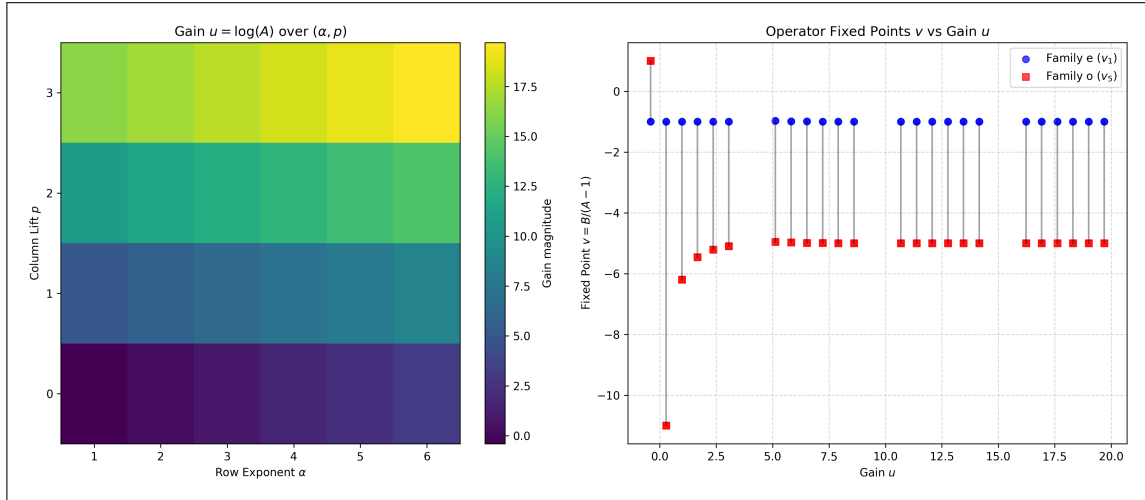 Gain u = log(A) over (α, p)
Column Lift p
3
2
1
0
1 2 3 4 5 6
Row Exponent α
17.5
15.0
12.5
10.0
7.5
5.0
2.5
0.0
Gain magnitude
Operator Fixed Points v vs Gain u
Family e (v₁)
Family o (v₅)
Fixed Point v = B/(A − 1)
0
−2
−4
−6
−8
−10
0.0 2.5 5.0 7.5 10.0 12.5 15.0 17.5 20.0
Gain u